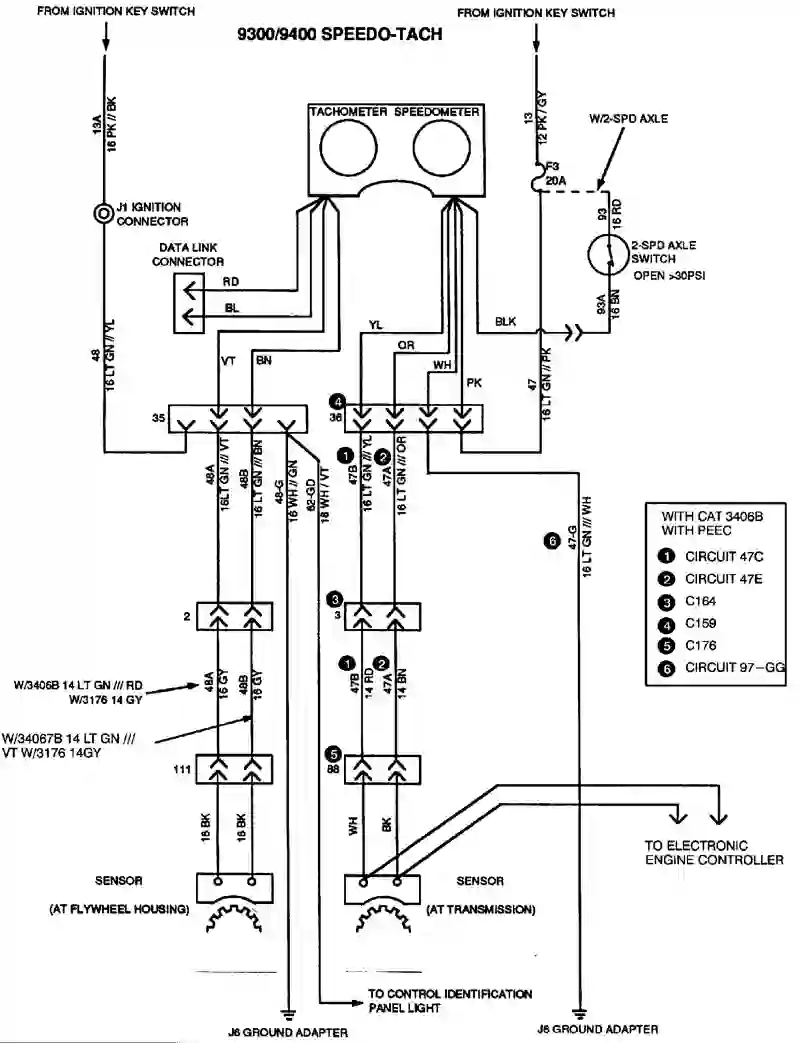 FROM IGNITION KEY SWITCH
9300/9400 SPEEDO-TACH
FROM IGNITION KEY SWITCH
13A
16 PK // BK
TACHOMETER SPEEDOMETER
13
12 PK / GY
W/2-SPD AXLE
F3
20A
J1 IGNITION
CONNECTOR
93
16 RD
DATA LINK
CONNECTOR
2-SPD AXLE
SWITCH
OPEN >30PSI
RD
BL
93A
16 BN
YL
BLK
OR
48
16 LT GN // YL
VT
BN
WH
PK
47
16 LT GN // PK
35
4
36
48A
16LT GN /// VT
48B
16 LT GN /// BN
48-G
16 WH // GN
62-GD
18 WH / VT
1
47B
16 LT GN /// YL
2
47A
16 LT GN /// OR
6
47-G
16 LT GN /// WH
WITH CAT 3406B
WITH PEEC
1 CIRCUIT 47C
2 CIRCUIT 47E
3 C164
4 C159
5 C176
6 CIRCUIT 97-GG
2
3
3
48A
16 GY
48B
16 GY
1
47B
14 RD
2
47A
14 BN
W/3406B 14 LT GN /// RD
W/3176 14 GY
W/34067B 14 LT GN ///
VT W/3176 14GY
111
5
88
16 BK
16 BK
WH
BK
TO ELECTRONIC
ENGINE CONTROLLER
SENSOR
(AT FLYWHEEL HOUSING)
SENSOR
(AT TRANSMISSION)
TO CONTROL IDENTIFICATION
PANEL LIGHT
J6 GROUND ADAPTER
J6 GROUND ADAPTER